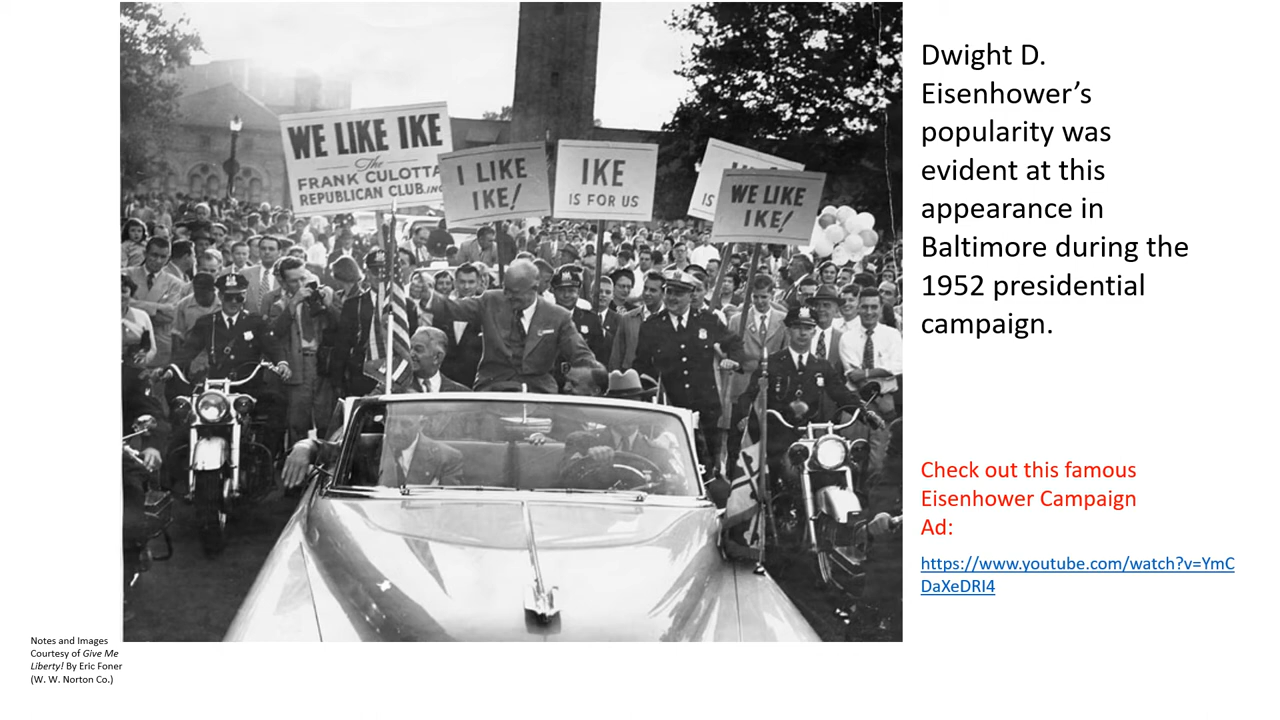 WE LIKE IKE
The
FRANK CULOTTA
REPUBLICAN CLUB.INC
I LIKE
IKE!
IKE
IS FOR US
IS
WE LIKE
IKE!
Dwight D.
Eisenhower’s
popularity was
evident at this
appearance in
Baltimore during the
1952 presidential
campaign.
Check out this famous
Eisenhower Campaign
Ad:
https://www.youtube.com/watch?v=YmC
DaXeDRI4
Notes and Images
Courtesy of Give Me
Liberty! By Eric Foner
(W. W. Norton Co.)